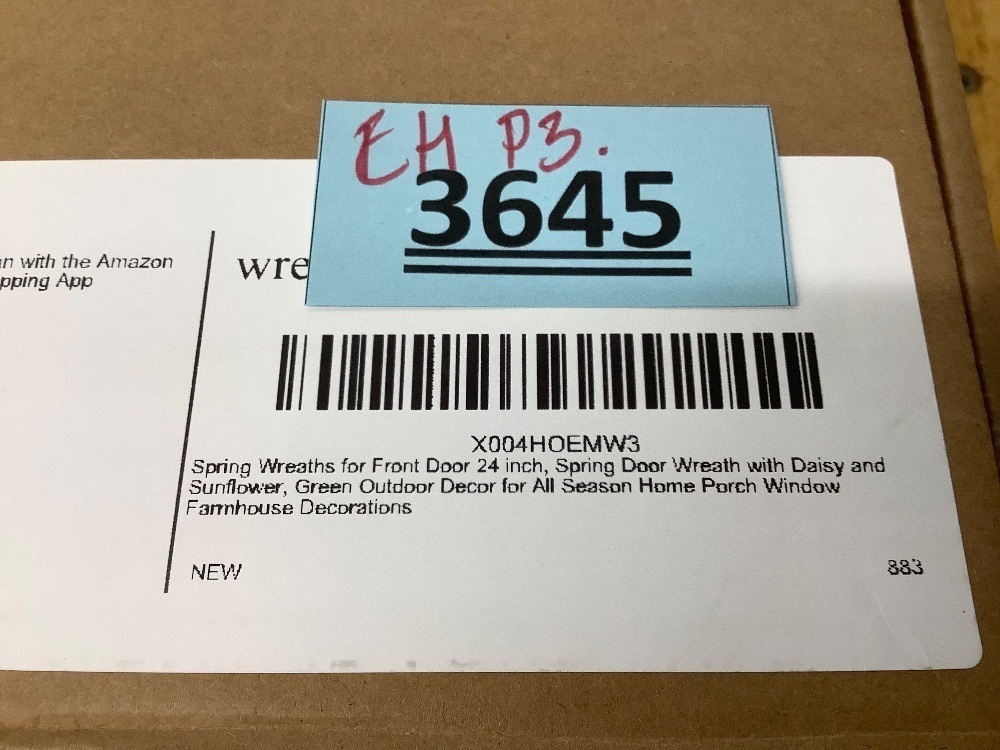 EH P3.
3645
an with the Amazon
pping App
wre
X004HOEMW3
Spring Wreaths for Front Door 24 inch, Spring Door Wreath with Daisy and
Sunflower, Green Outdoor Decor for All Season Home Porch Window
Farmhouse Decorations
NEW
883